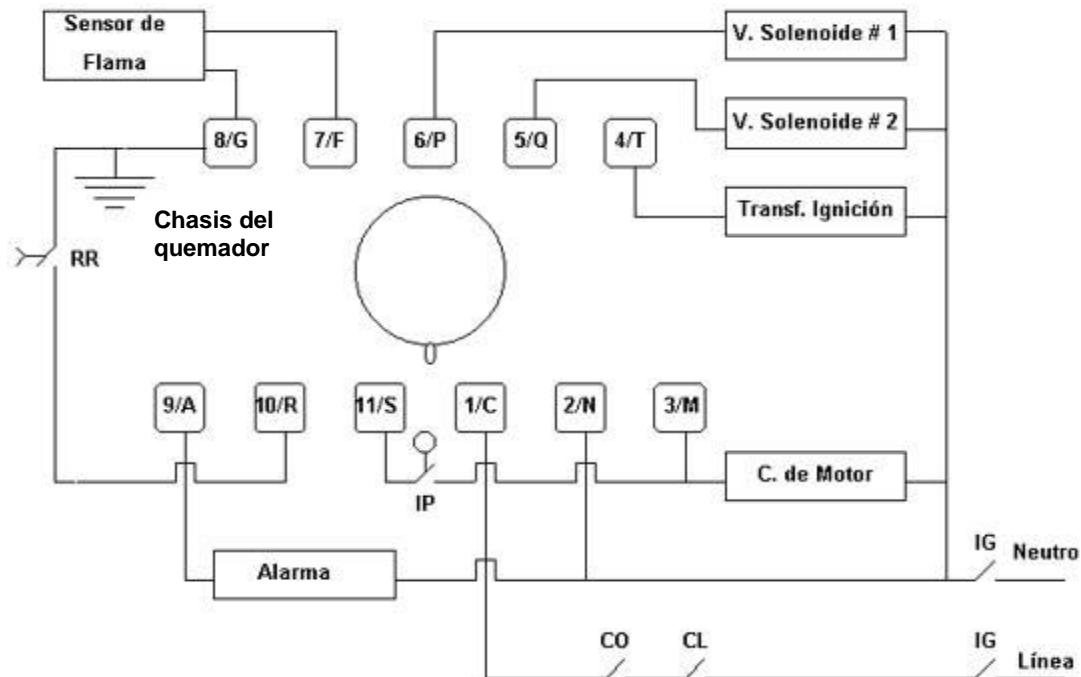 Sensor de
Flama
V. Solenoide # 1
V. Solenoide # 2
8/G
7/F
6/P
5/Q
4/T
Transf. Ignición
Chasis del
quemador
RR
9/A
10/R
11/S
1/C
2/N
3/M
C. de Motor
IP
IG
Neutro
Alarma
CO
CL
IG
Línea